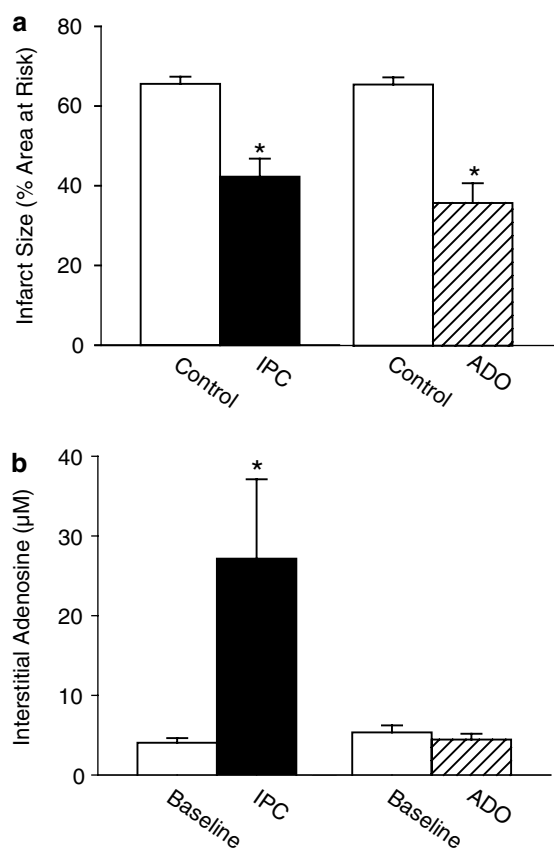 a
Infarct Size (% Area at Risk)
80
60
40
20
0
*
*
Control
IPC
Control
ADO
b
Interstitial Adenosine (µM)
40
30
20
10
0
*
Baseline
IPC
Baseline
ADO